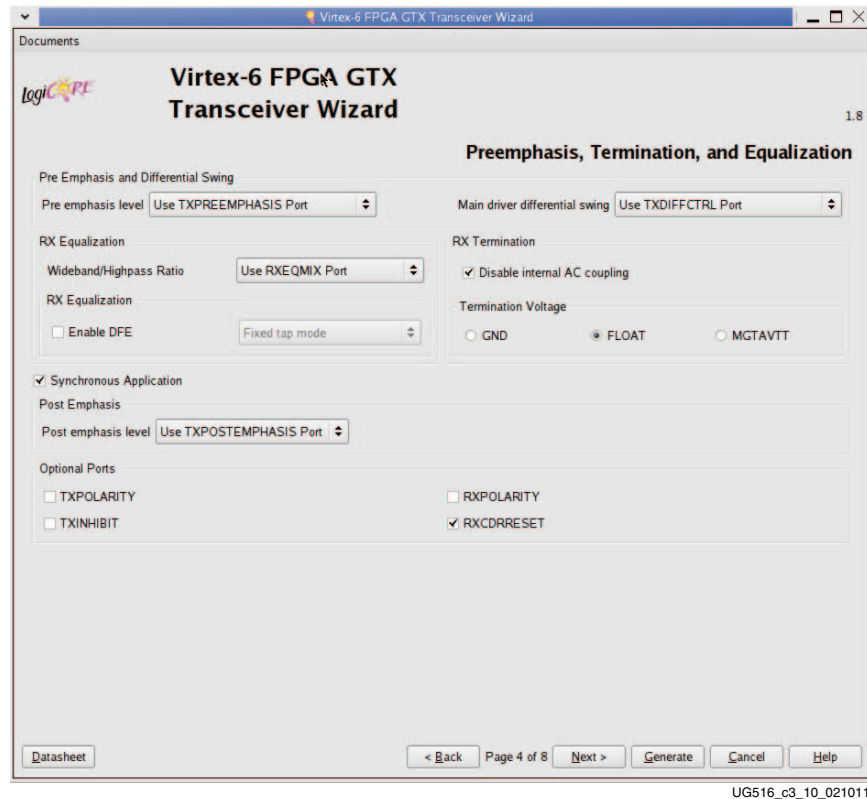 Virtex-6 FPGA GTX Transceiver Wizard
Documents
logiCORE
Virtex-6 FPGA GTX
Transceiver Wizard
1.8
Preemphasis, Termination, and Equalization
Pre Emphasis and Differential Swing
Pre emphasis level Use TXPREEMPHASIS Port
Main driver differential swing Use TXDIFFCTRL Port
RX Equalization
Wideband/Highpass Ratio Use RXEQMIX Port
RX Equalization
Enable DFE Fixed tap mode
RX Termination
Disable internal AC coupling
Termination Voltage
GND FLOAT MGTAVTT
Synchronous Application
Post Emphasis
Post emphasis level Use TXPOSTEMPHASIS Port
Optional Ports
TXPOLARITY RXPOLARITY
TXINHIBIT RXCDRRESET
Datasheet < Back Page 4 of 8 Next > Generate Cancel Help
UG516_c3_10_021011